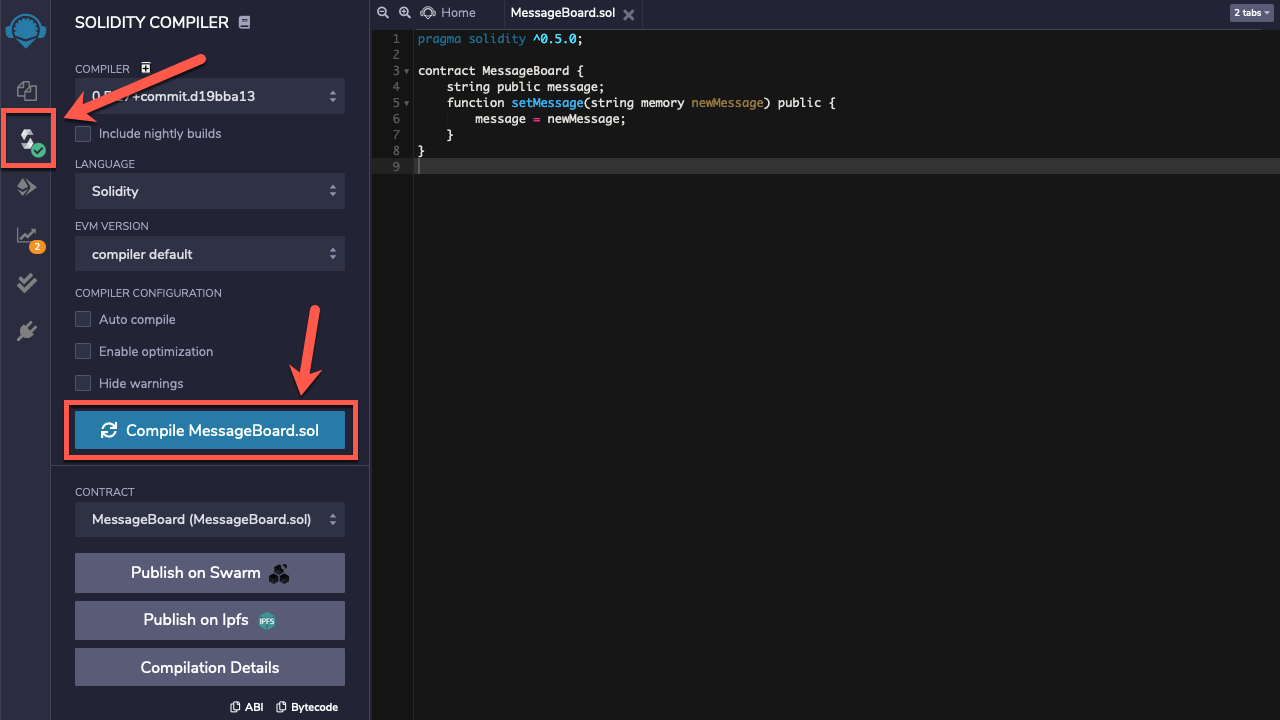 SOLIDITY COMPILER
COMPILER
+commit.d19bba13
Include nightly builds
LANGUAGE
Solidity
EVM VERSION
compiler default
2
COMPILER CONFIGURATION
Auto compile
Enable optimization
Hide warnings
Compile MessageBoard.sol
CONTRACT
MessageBoard (MessageBoard.sol)
Publish on Swarm
Publish on Ipfs IPFS
Compilation Details
ABI Bytecode
Home MessageBoard.sol 2 tabs
1 pragma solidity ^0.5.0;
2
3 contract MessageBoard {
4 string public message;
5 function setMessage(string memory newMessage) public {
6 message = newMessage;
7 }
8 }
9